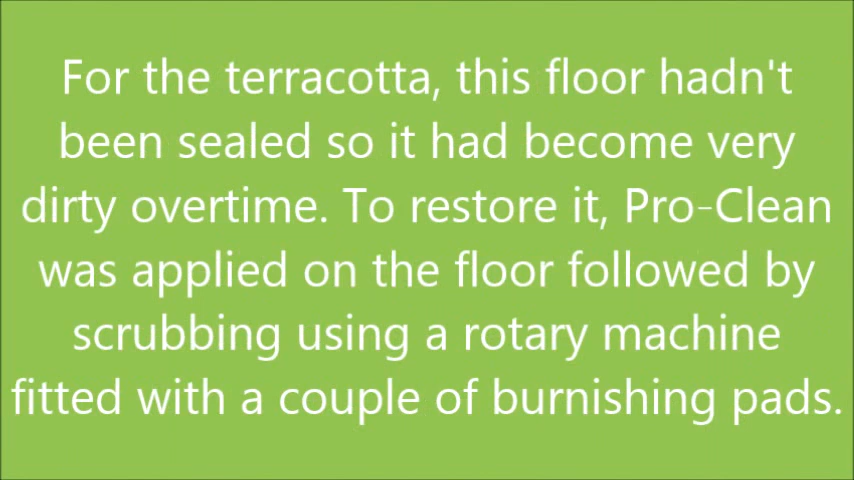 For the terracotta, this floor hadn't
been sealed so it had become very
dirty overtime. To restore it, Pro-Clean
was applied on the floor followed by
scrubbing using a rotary machine
fitted with a couple of burnishing pads.